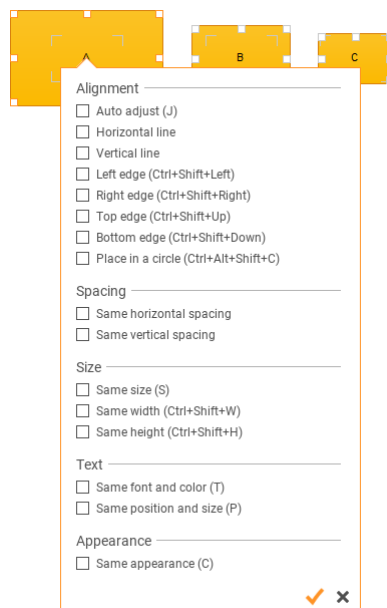 A
B
C
Alignment
Auto adjust (J)
Horizontal line
Vertical line
Left edge (Ctrl+Shift+Left)
Right edge (Ctrl+Shift+Right)
Top edge (Ctrl+Shift+Up)
Bottom edge (Ctrl+Shift+Down)
Place in a circle (Ctrl+Alt+Shift+C)
Spacing
Same horizontal spacing
Same vertical spacing
Size
Same size (S)
Same width (Ctrl+Shift+W)
Same height (Ctrl+Shift+H)
Text
Same font and color (T)
Same position and size (P)
Appearance
Same appearance (C)